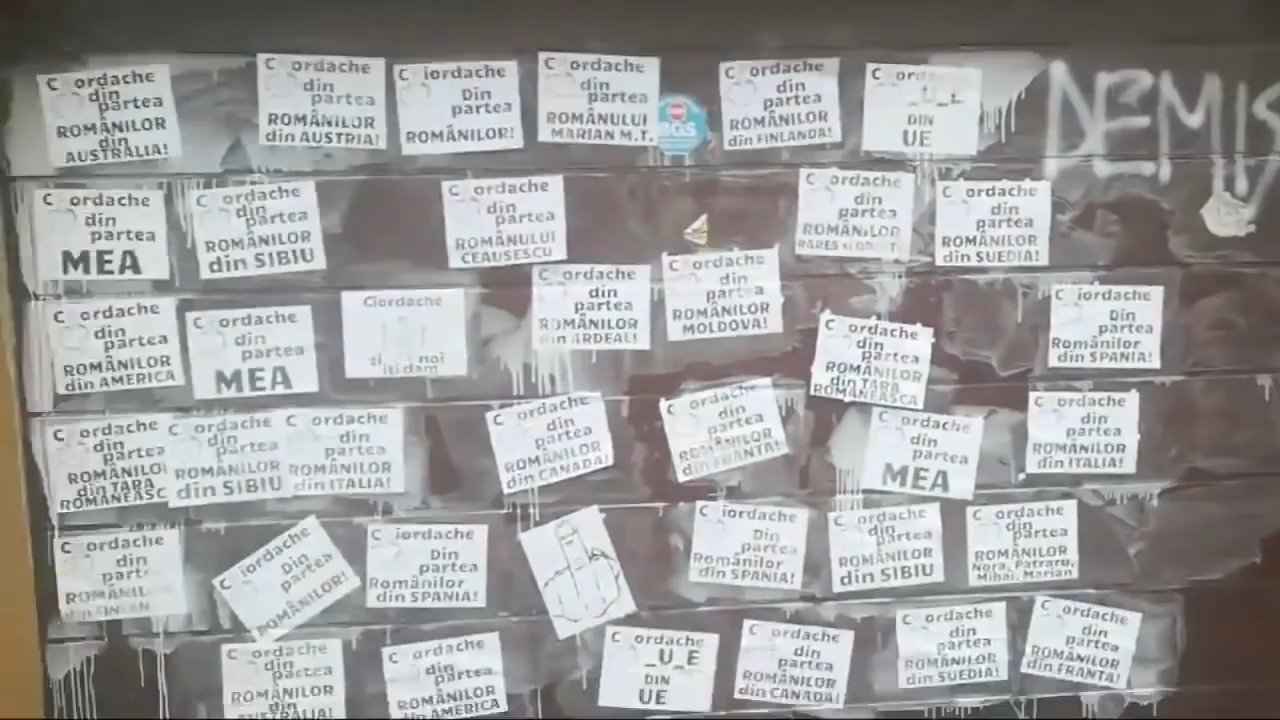 C ordache
din
partea
ROMÂNILOR
din
AUSTRALIA!
C ordache
din
partea
ROMÂNILOR
din AUSTRIA!
C iordache
Din
partea
ROMÂNILOR!
C ordache
din
partea
ROMÂNULUI
MARIAN M.T.
BGS
C ordache
din
partea
ROMÂNILOR
din FINLANDA!
C ordache
_U_E
DIN
UE
DEMIS
C ordache
din
partea
MEA
C ordache
din
partea
ROMÂNILOR
din SIBIU
C ordache
din
partea
ROMÂNULUI
CEAUSESCU
C ordache
din
partea
ROMÂNILOR
C ordache
din
partea
ROMÂNILOR
din SUEDIA!
C ordache
din
partea
ROMÂNILOR
din ARDEAL!
C ordache
din
partea
ROMÂNILOR
MOLDOVA!
C ordache
din
partea
ROMÂNILOR
din AMERICA
C ordache
din
partea
MEA
Ciordache
noi
iti dam
C ordache
din
partea
ROMÂNILOR
din TARA
ROMÂNEASCA
C iordache
Din
partea
Românilor
din SPANIA!
C ordache
din
partea
ROMÂNILOR
din TARA
ROMÂNEASC
C ordache
din
partea
ROMÂNILOR
din SIBIU
C ordache
din
partea
ROMÂNILOR
din ITALIA!
C ordache
din
partea
ROMÂNILOR
din CANADA!
C ordache
din
partea
ROMÂNILOR
din FRANTA!
C ordache
din
partea
MEA
C ordache
din
partea
ROMÂNILOR
din ITALIA!
C ordache
din
C iordache
Din
partea
ROMÂNILOR!
C iordache
Din
partea
Românilor
din SPANIA!
C iordache
Din
partea
Românilor
din SPANIA!
C ordache
din
partea
ROMÂNILOR
din SIBIU
C ordache
din
partea
ROMÂNILOR
Nora, Patraru,
Mihai, Marian
C ordache
din
partea
ROMÂNILOR
din
AUSTRALIA!
C ordache
din
partea
ROMÂNILOR
din AMERICA
C ordache
_U_E
DIN
UE
C ordache
din
partea
ROMÂNILOR
din CANADA!
C ordache
din
partea
ROMÂNILOR
din SUEDIA!
C ordache
din
partea
ROMÂNILOR
din FRANTA!